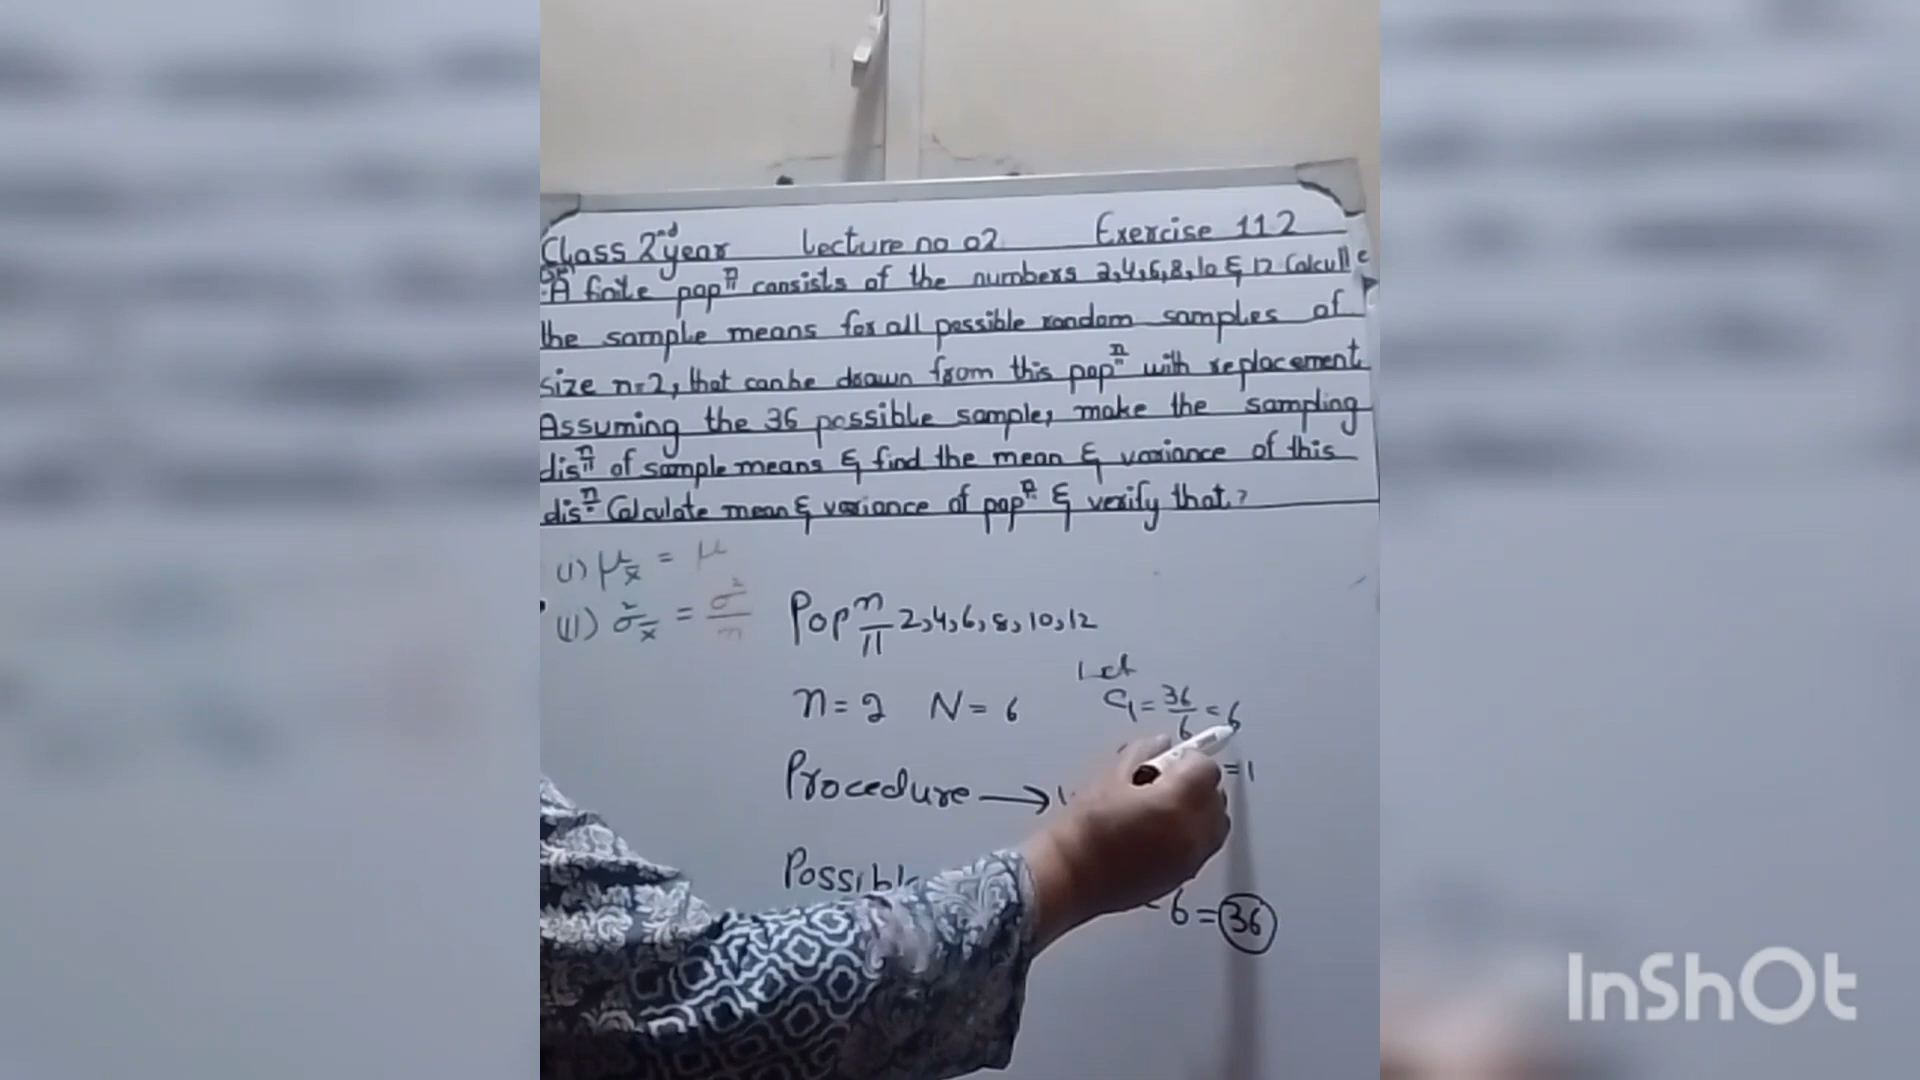 Class 2nd year Lecture no 02 Exercise 11.2
A finite popⁿ consists of the numbers 2,4,6,8,10 & 12. Calcull e
the sample means for all possible random samples of
size n=2, that can be drawn from this popⁿ with replacement
Assuming the 36 possible sample, make the sampling
disⁿ of sample means & find the mean & variance of this
disⁿ Calculate mean & variance of popⁿ & verify that.?
(i) μx̄ = μ
(ii) σ²x̄ = σ²/n
Popⁿ 2,4,6,8,10,12
n=2 N=6
Let
C1 = 36/6 = 6
=1
Procedure →
Possibl
6 = 36
InShOt